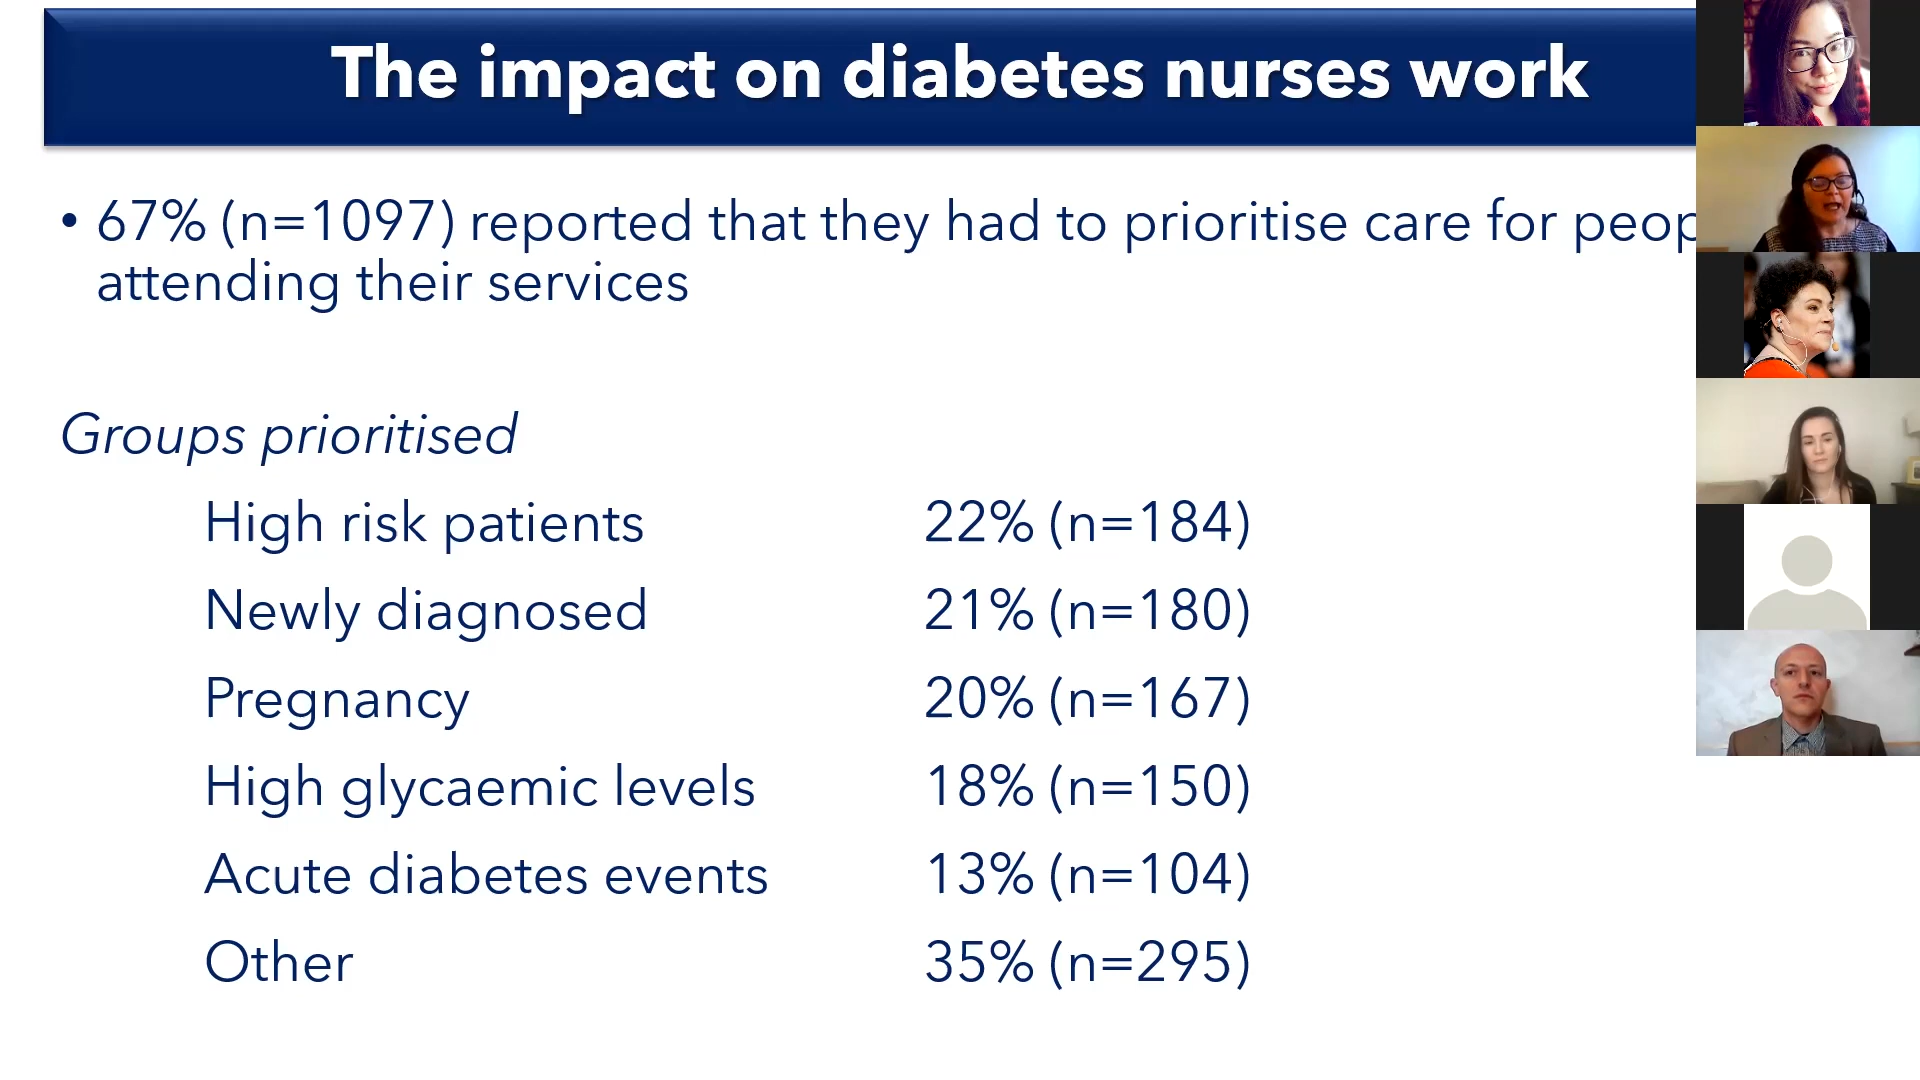 The impact on diabetes nurses work
• 67% (n=1097) reported that they had to prioritise care for
attending their services
Groups prioritised
High risk patients 22% (n=184)
Newly diagnosed 21% (n=180)
Pregnancy 20% (n=167)
High glycaemic levels 18% (n=150)
Acute diabetes events 13% (n=104)
Other 35% (n=295)